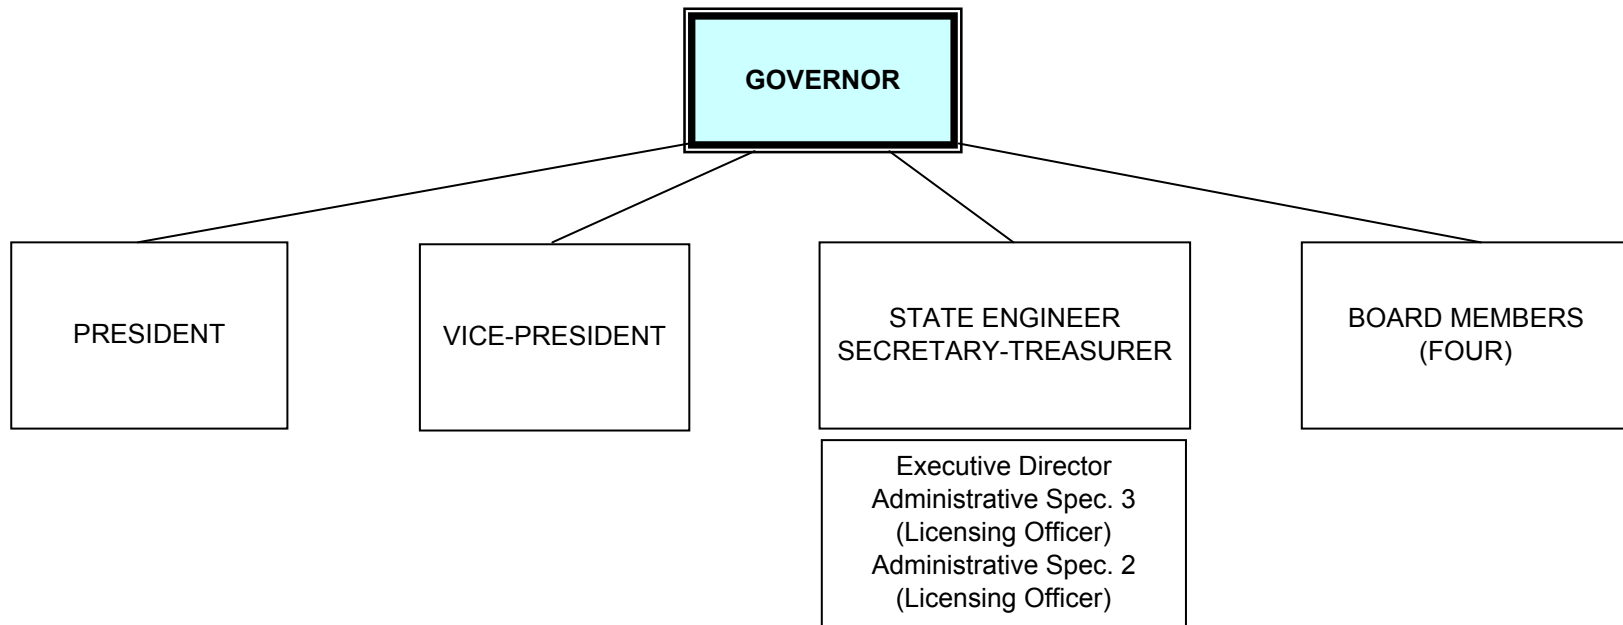 GOVERNOR
PRESIDENT
VICE-PRESIDENT
STATE ENGINEER
SECRETARY-TREASURER
BOARD MEMBERS
(FOUR)
Executive Director
Administrative Spec. 3
(Licensing Officer)
Administrative Spec. 2
(Licensing Officer)